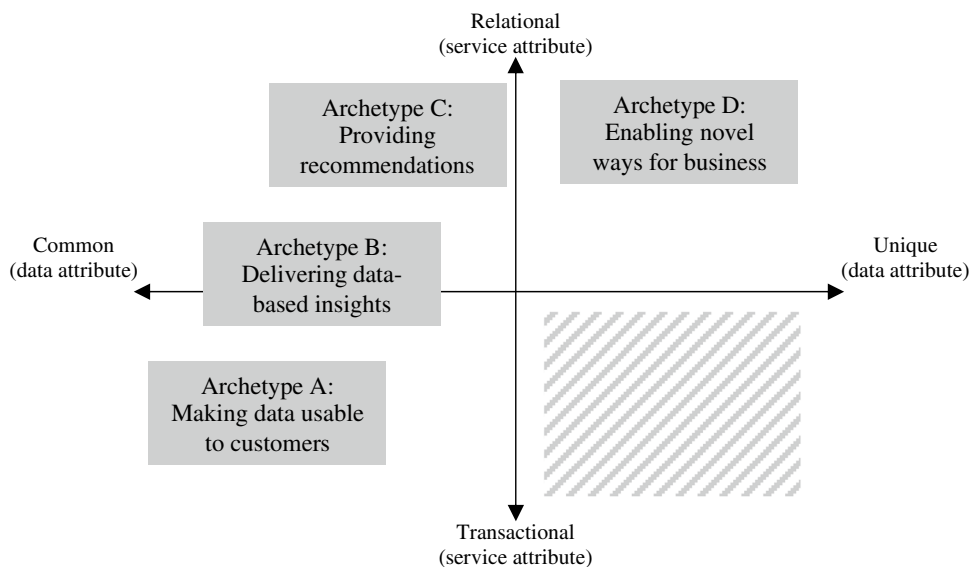 Relational
(service attribute)
Archetype C:
Providing
recommendations
Archetype D:
Enabling novel
ways for business
Common
(data attribute)
Archetype B:
Delivering data-
based insights
Unique
(data attribute)
Archetype A:
Making data usable
to customers
Transactional
(service attribute)